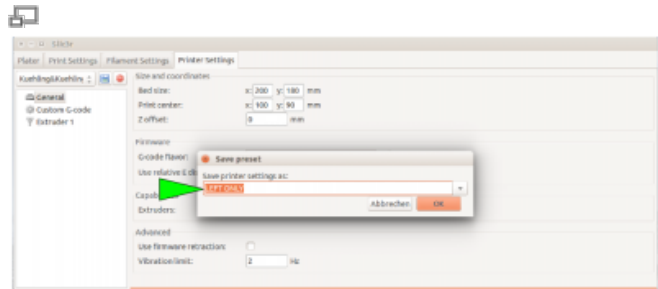 Slic3r
Plater Print Settings Filament Settings Printer Settings
Kuehling&Kuehling
Size and coordinates
Bed size: x: 200 y: 180 mm
General
Print center: x: 100 y: 90 mm
Custom G-code
Z offset: 0 mm
Extruder 1
Firmware
G-code flavor:
Save preset
Use relative E
Save printer settings as:
LEFT ONLY
Extruders:
Abbrechen OK
Advanced
Use firmware retraction:
Vibration limit: 2 Hz